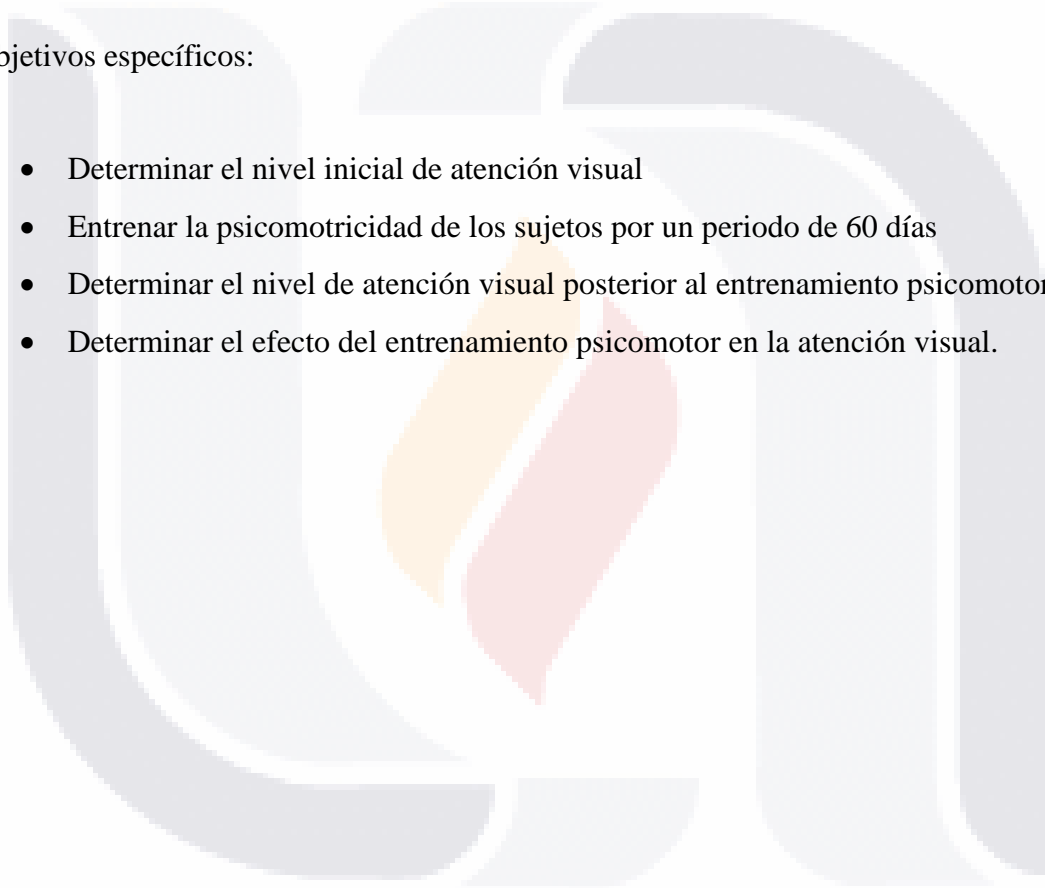 bjetivos específicos:
• Determinar el nivel inicial de atención visual
• Entrenar la psicomotricidad de los sujetos por un periodo de 60 días
• Determinar el nivel de atención visual posterior al entrenamiento psicomotor
• Determinar el efecto del entrenamiento psicomotor en la atención visual.